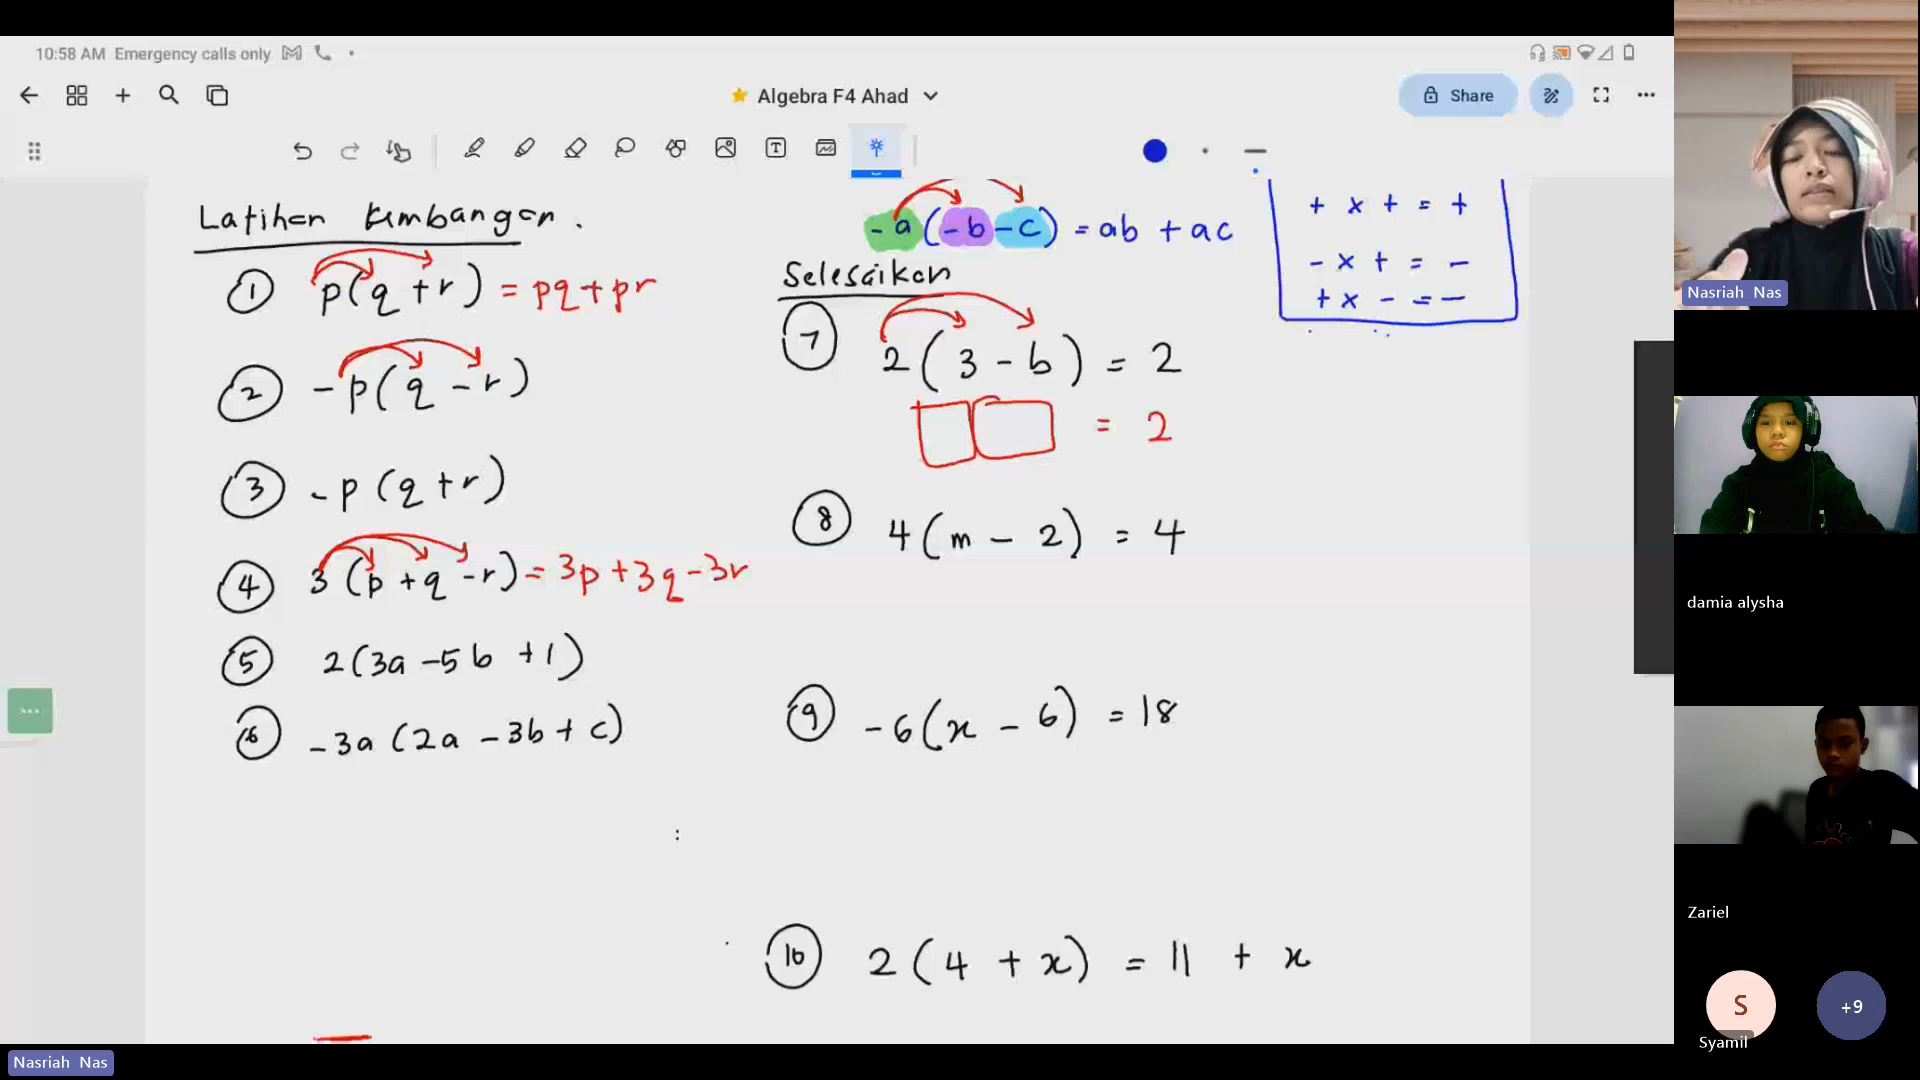 10:58 AM Emergency calls only
Algebra F4 Ahad
Share
Latihan Kembangan.
① p(q + r) = pq + pr
② - p(q - r)
③ - p(q + r)
④ 3(p + q - r) = 3p + 3q - 3r
⑤ 2(3a - 5b + 1)
⑥ - 3a(2a - 3b + c)
- a(- b - c) = ab + ac
Selesaikan
⑦ 2(3 - b) = 2
= 2
⑧ 4(m - 2) = 4
⑨ - 6(x - 6) = 18
⑩ 2(4 + x) = 11 + x
+ x + = +
- x + = -
+ x - = -
Nasriah Nas
damia alysha
Zariel
S
+9
Syamil
Nasriah Nas